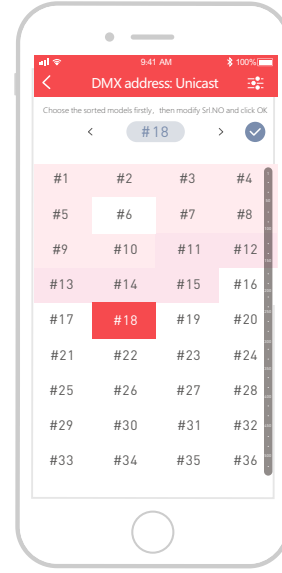 9:41 AM 100%
DMX address: Unicast
Choose the sorted models firstly, then modify Srl.NO and click OK
< #18 >
#1 #2 #3 #4
#5 #6 #7 #8
#9 #10 #11 #12
#13 #14 #15 #16
#17 #18 #19 #20
#21 #22 #23 #24
#25 #26 #27 #28
#29 #30 #31 #32
#33 #34 #35 #36